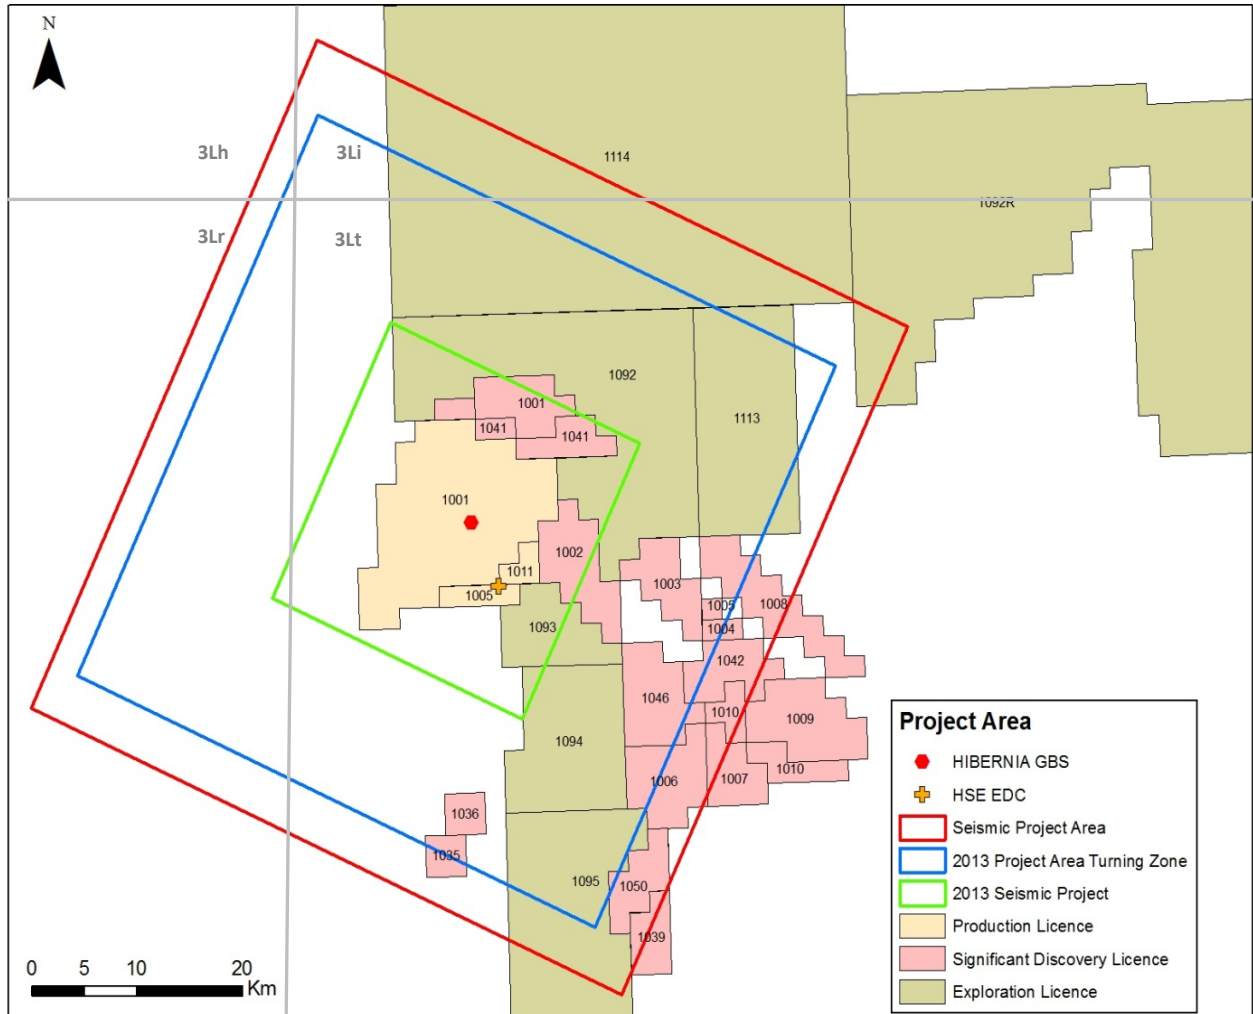 N
3Lh
3Li
1114
1092R
3Lr
3Lt
1092
1001
1113
1041
1041
1001
1002
1011
1003
1005
1005
1008
1093
1004
1042
1046
1010
1009
1094
1006
1007
1010
1036
1035
1095
1050
1039
Project Area
HIBERNIA GBS
HSE EDC
Seismic Project Area
2013 Project Area Turning Zone
2013 Seismic Project
Production Licence
Significant Discovery Licence
Exploration Licence
0 5 10 20
Km